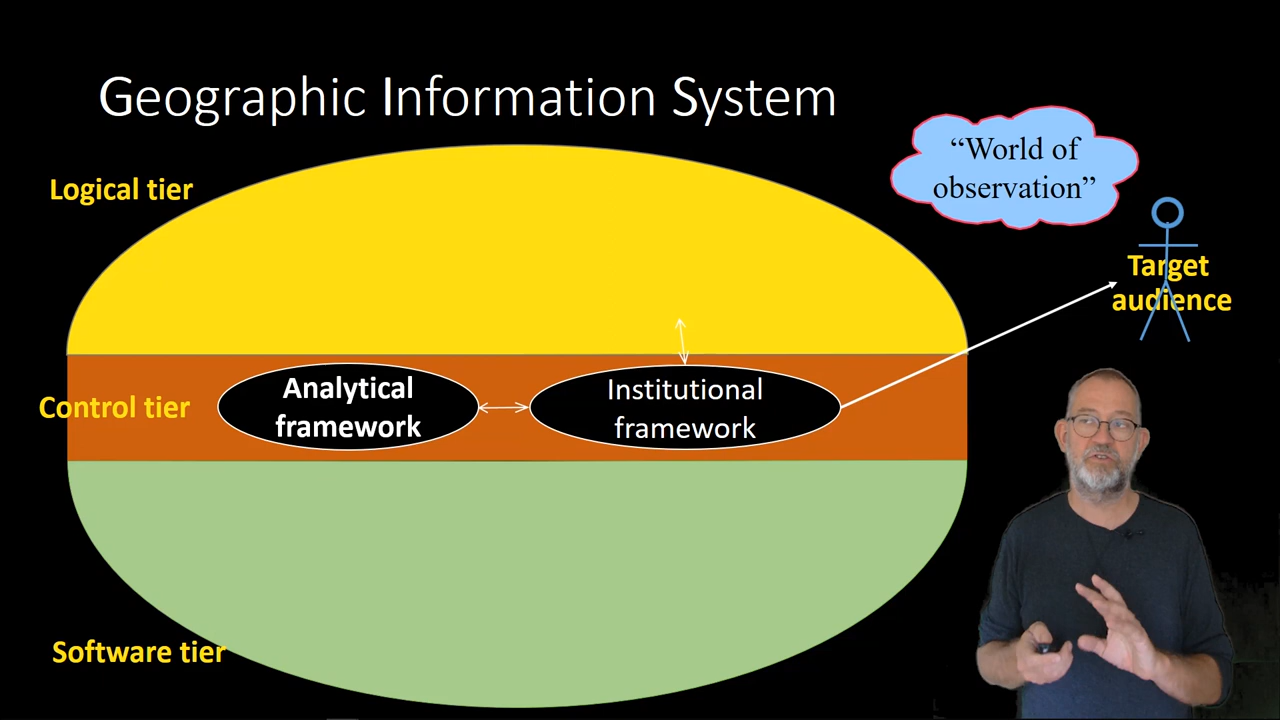 Geographic Information System
“World of
observation”
Logical tier
Target
audience
Control tier
Analytical
framework
Institutional
framework
Software tier